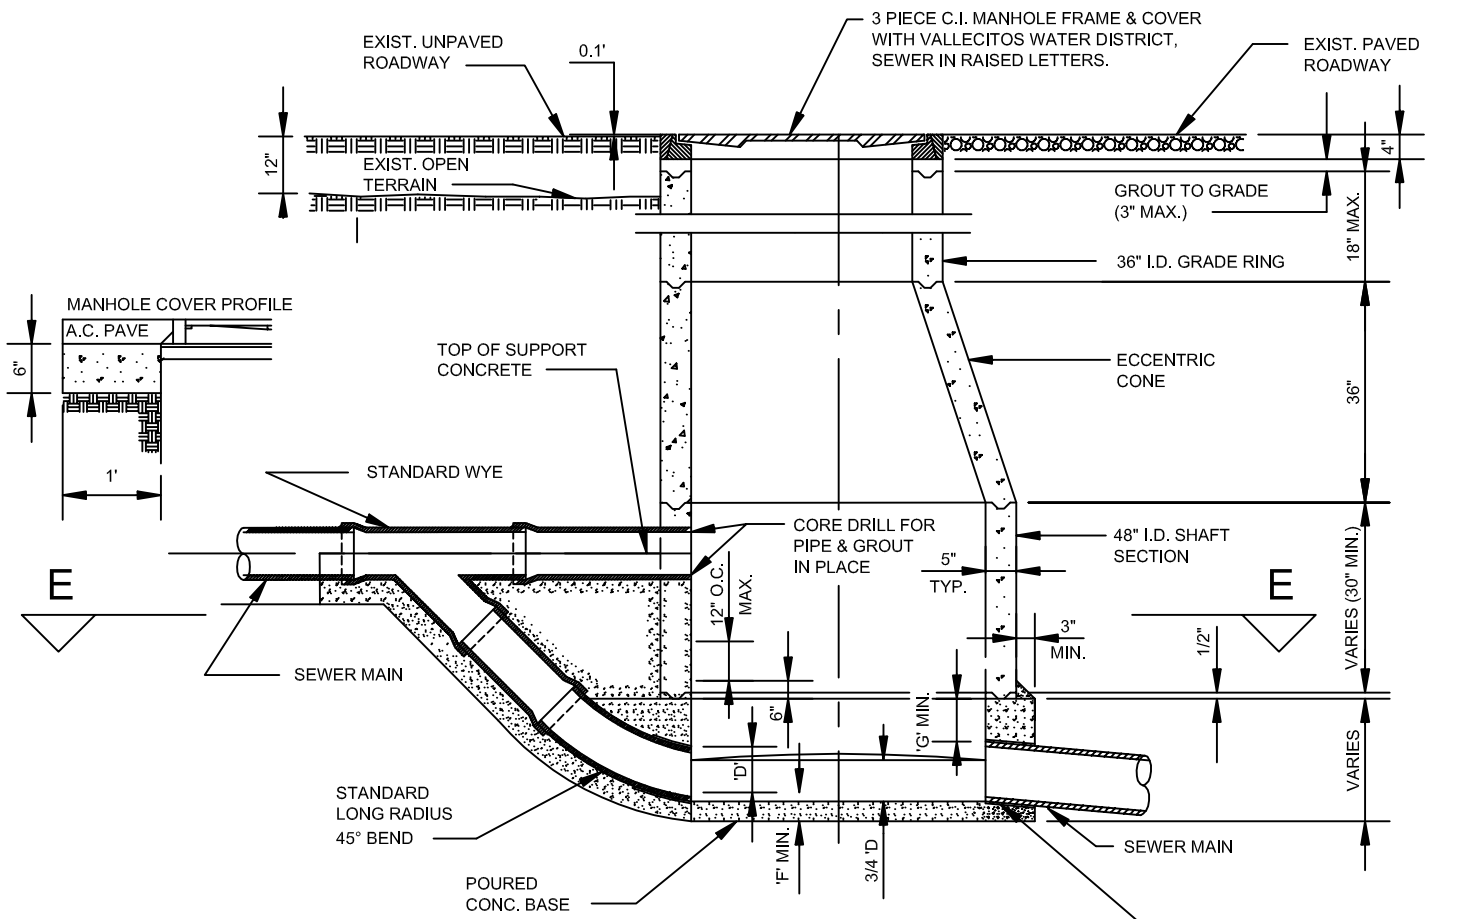 3 PIECE C.I. MANHOLE FRAME & COVER
WITH VALLECITOS WATER DISTRICT,
SEWER IN RAISED LETTERS.
EXIST. UNPAVED
ROADWAY
0.1'
EXIST. PAVED
ROADWAY
12"
EXIST. OPEN
TERRAIN
4"
GROUT TO GRADE
(3" MAX.)
18" MAX.
36" I.D. GRADE RING
MANHOLE COVER PROFILE
A.C. PAVE
6"
1'
TOP OF SUPPORT
CONCRETE
ECCENTRIC
CONE
36"
STANDARD WYE
CORE DRILL FOR
PIPE & GROUT
IN PLACE
48" I.D. SHAFT
SECTION
5"
TYP.
12" O.C.
MAX.
E
E
3"
MIN.
1/2"
VARIES (30" MIN.)
SEWER MAIN
6"
'G' MIN.
'D'
VARIES
STANDARD
LONG RADIUS
45° BEND
'F' MIN.
3/4 'D
SEWER MAIN
POURED
CONC. BASE